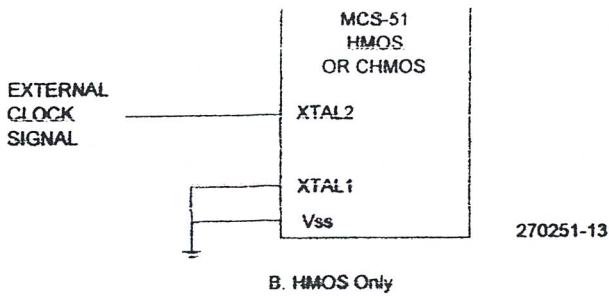 MCS-51
HMOS
OR CHMOS
EXTERNAL
CLOCK
SIGNAL
XTAL2
XTAL1
Vss
270251-13
B. HMOS Only